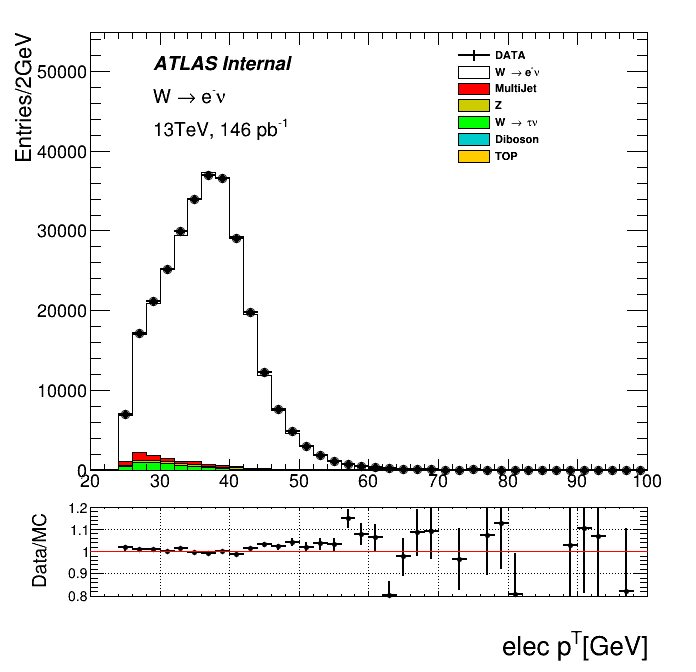 Entries/2GeV
50000
40000
30000
20000
10000
0
ATLAS Internal
W → e⁻ν
13TeV, 146 pb⁻¹
DATA
W → e⁻ν
MultiJet
Z
W → τν
Diboson
TOP
20 30 40 50 60 70 80 90 100
Data/MC
1.2
1.1
1
0.9
0.8
elec pᵀ[GeV]